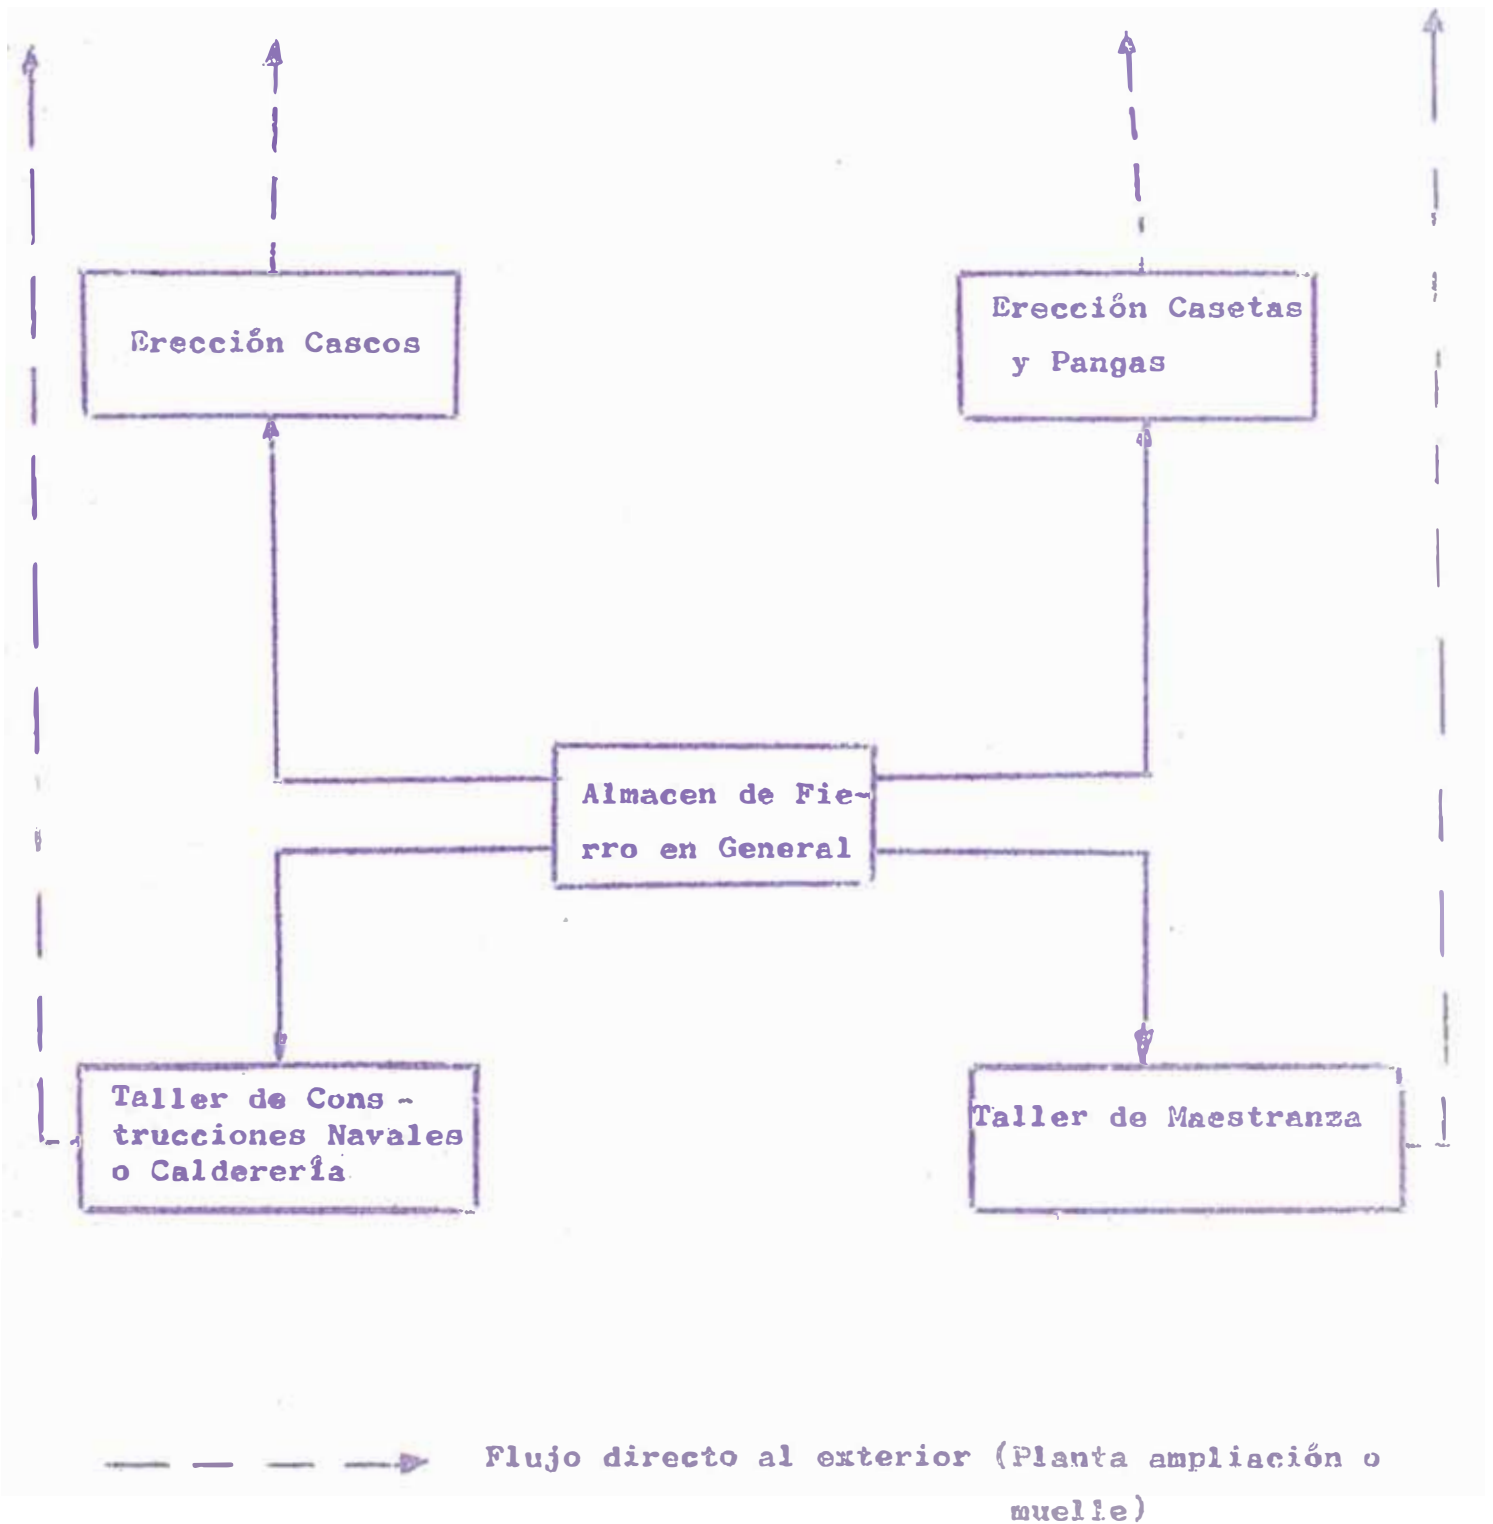 Erección Cascos
Erección Casetas
y Pangas
Almacen de Fie-
rro en General
Taller de Cons -
trucciones Navales
o Calderería
Taller de Maestranza
Flujo directo al exterior (Planta ampliación o
muelle)